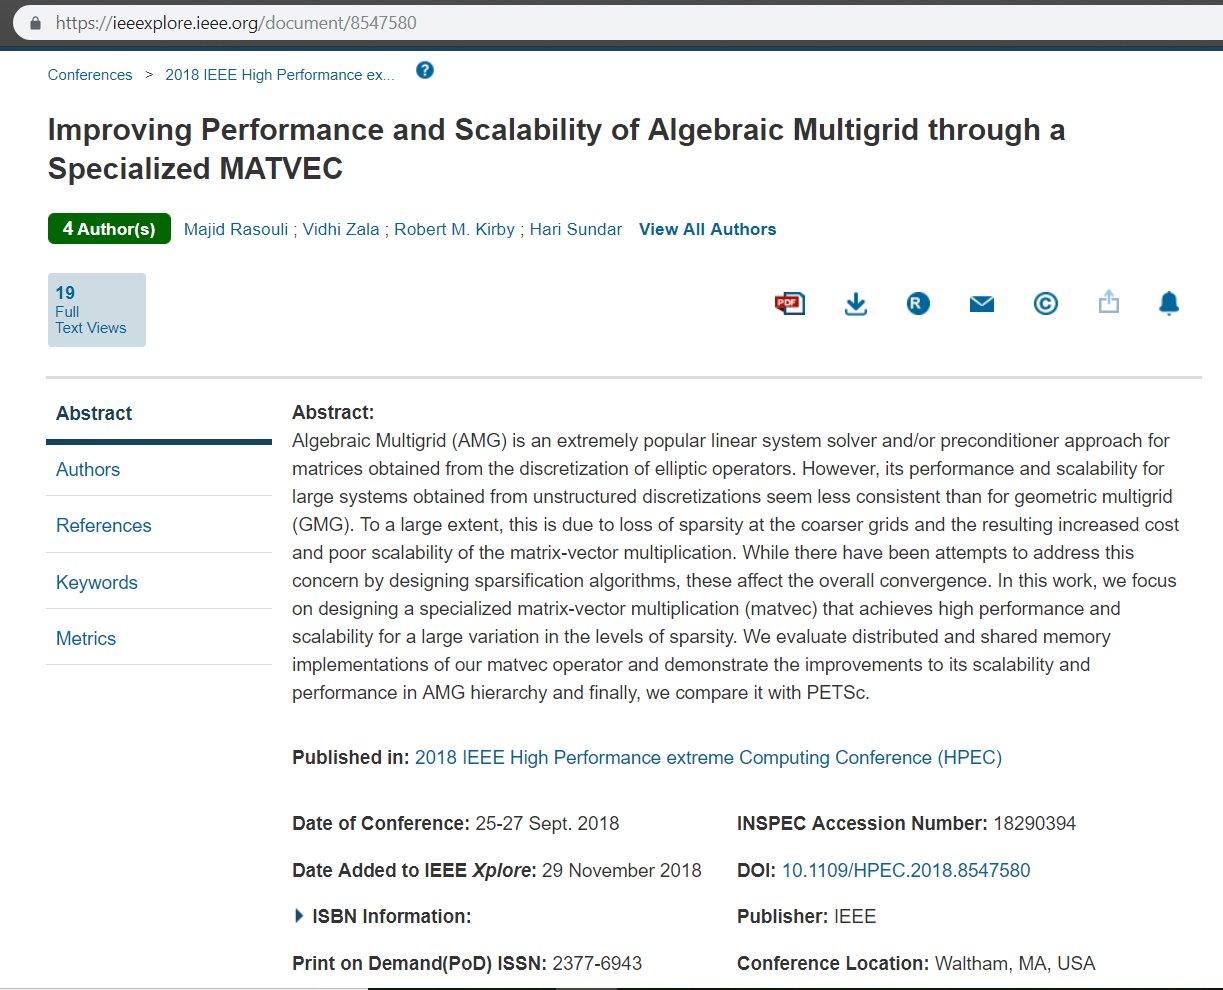 https://ieeexplore.ieee.org/document/8547580
Conferences > 2018 IEEE High Performance ex... ?
Improving Performance and Scalability of Algebraic Multigrid through a
Specialized MATVEC
4 Author(s) Majid Rasouli ; Vidhi Zala ; Robert M. Kirby ; Hari Sundar View All Authors
19
Full
Text Views
PDF
R
©
Abstract
Authors
References
Keywords
Metrics
Abstract:
Algebraic Multigrid (AMG) is an extremely popular linear system solver and/or preconditioner approach for
matrices obtained from the discretization of elliptic operators. However, its performance and scalability for
large systems obtained from unstructured discretizations seem less consistent than for geometric multigrid
(GMG). To a large extent, this is due to loss of sparsity at the coarser grids and the resulting increased cost
and poor scalability of the matrix-vector multiplication. While there have been attempts to address this
concern by designing sparsification algorithms, these affect the overall convergence. In this work, we focus
on designing a specialized matrix-vector multiplication (matvec) that achieves high performance and
scalability for a large variation in the levels of sparsity. We evaluate distributed and shared memory
implementations of our matvec operator and demonstrate the improvements to its scalability and
performance in AMG hierarchy and finally, we compare it with PETSc.
Published in: 2018 IEEE High Performance extreme Computing Conference (HPEC)
Date of Conference: 25-27 Sept. 2018
INSPEC Accession Number: 18290394
Date Added to IEEE Xplore: 29 November 2018
DOI: 10.1109/HPEC.2018.8547580
ISBN Information:
Publisher: IEEE
Print on Demand(PoD) ISSN: 2377-6943
Conference Location: Waltham, MA, USA